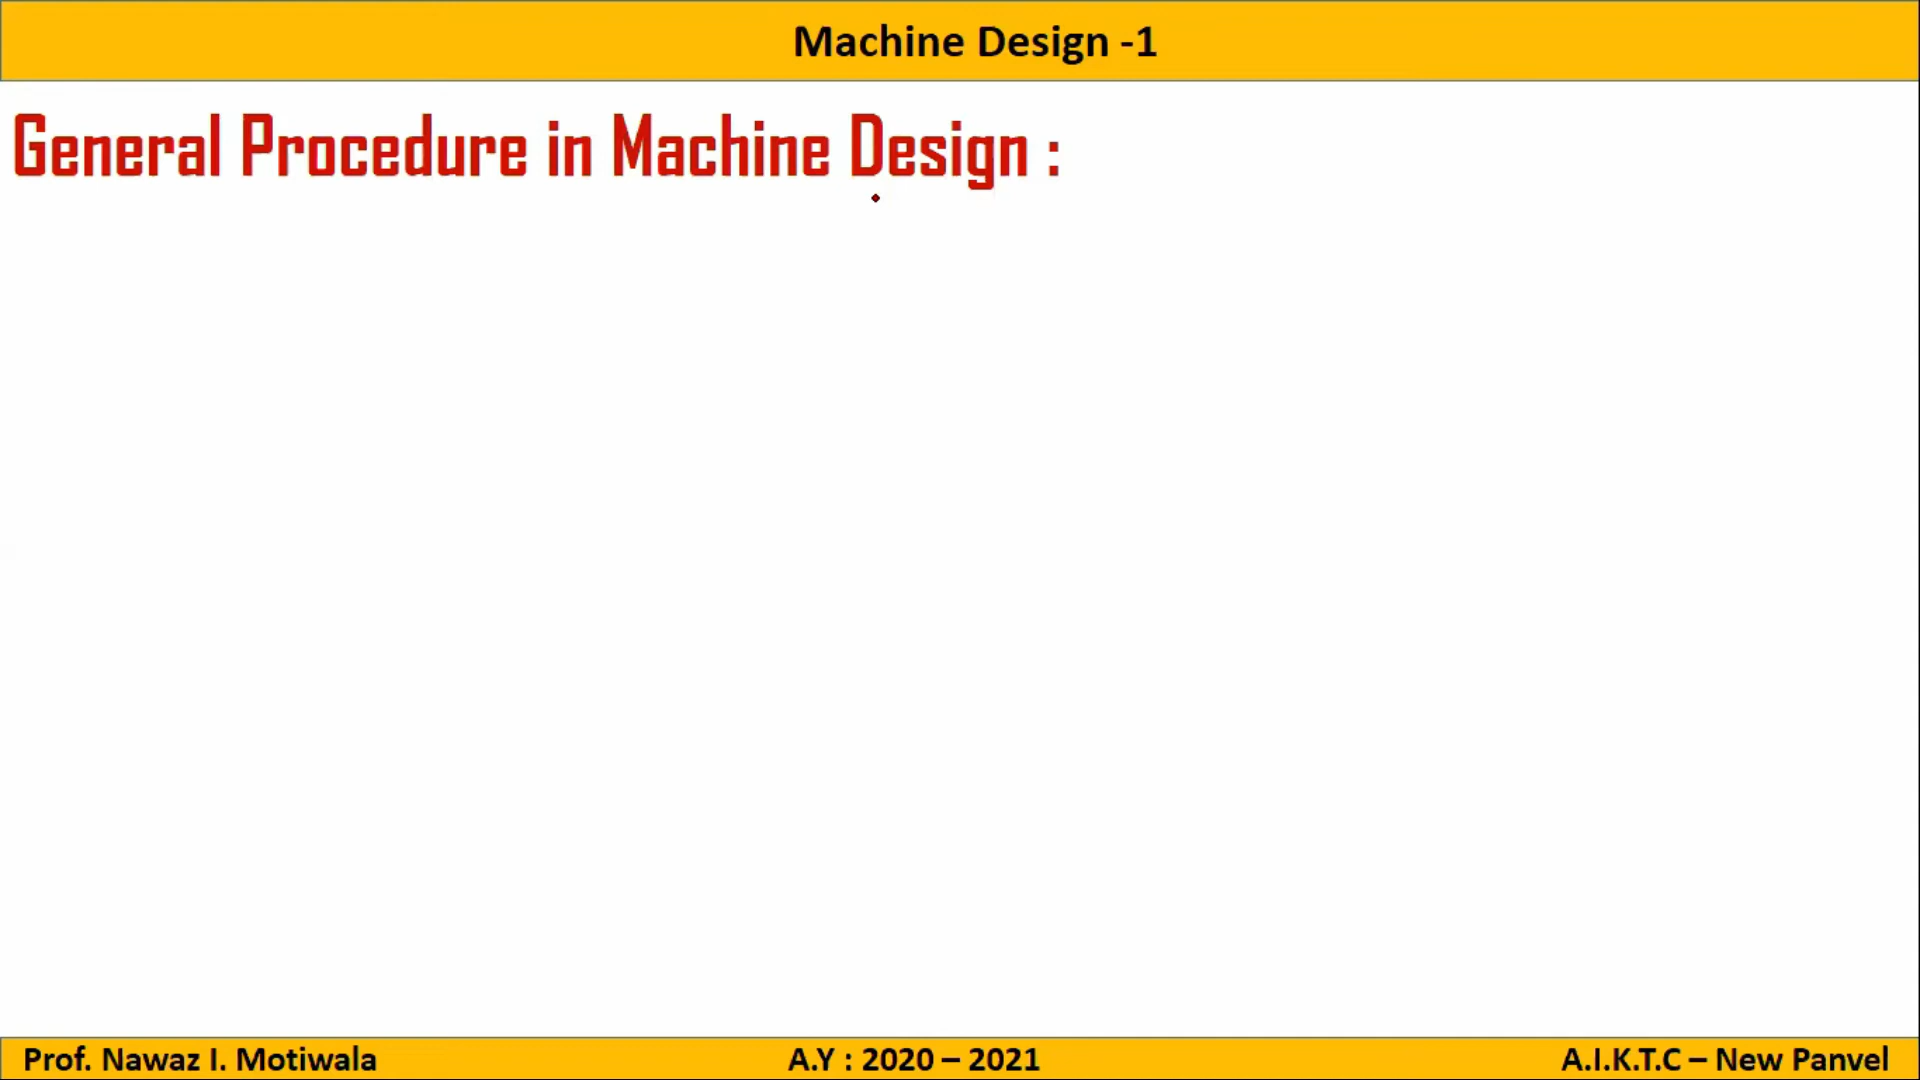 Machine Design -1
General Procedure in Machine Design :
Prof. Nawaz I. Motiwala
A.Y : 2020 – 2021
A.I.K.T.C – New Panvel